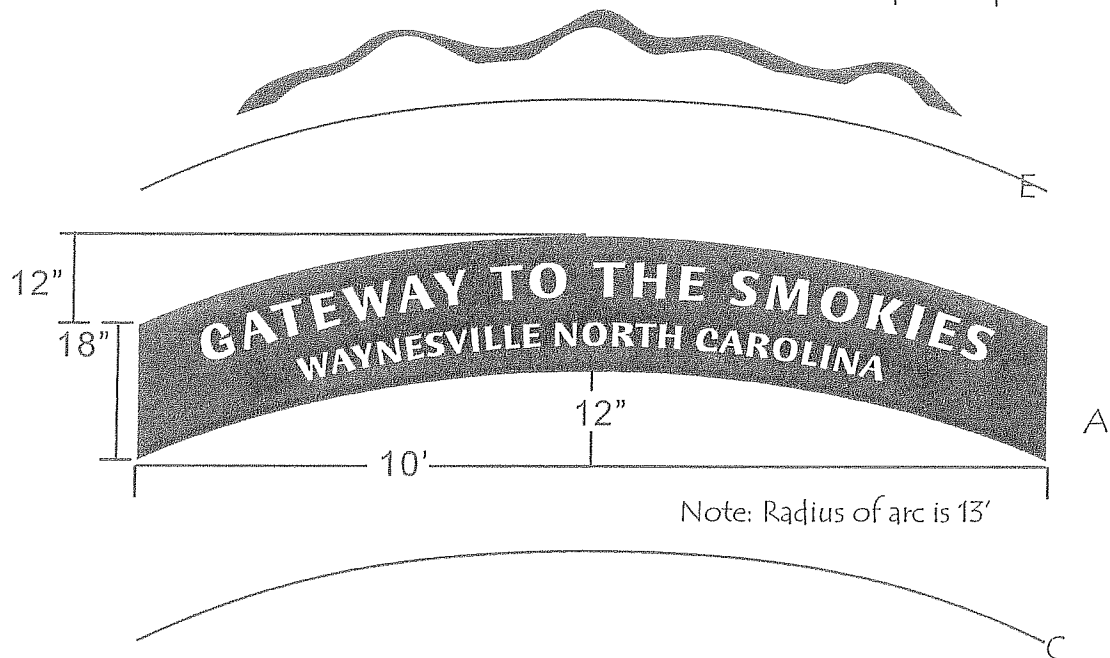 E
12”
GATEWAY TO THE SMOKIES
18”
WAYNESVILLE NORTH CAROLINA
12”
A
10’
Note: Radius of arc is 13’
C